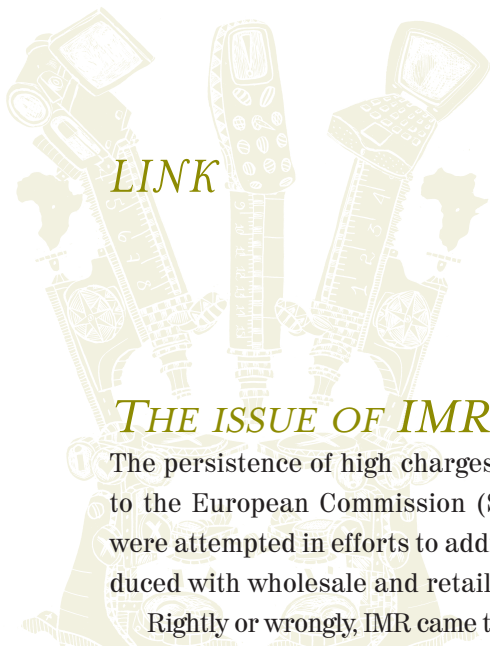 LINK
The issue of IMR
The persistence of high charges
to the European Commission (
were attempted in efforts to add
duced with wholesale and retail
Rightly or wrongly, IMR came t